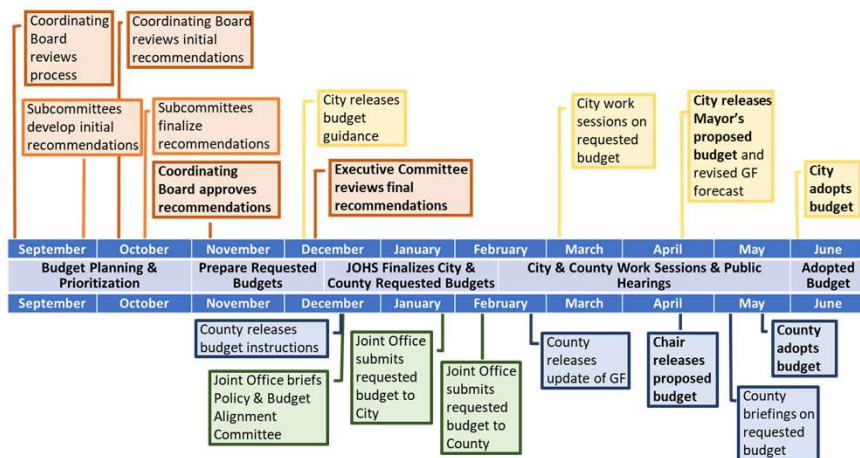 Coordinating
Board
reviews
process
Coordinating Board
reviews initial
recommendations
Subcommittees
develop initial
recommendations
Subcommittees
finalize
recommendations
Coordinating
Board approves
recommendations
City releases
budget
guidance
Executive Committee
reviews final
recommendations
City work
sessions on
requested
budget
City releases
Mayor's
proposed
budget and
revised GF
forecast
City
adopts
budget
September October November December January February March April May June
Budget Planning &
Prioritization
Prepare Requested
Budgets
JOHS Finalizes City &
County Requested Budgets
City & County Work Sessions & Public
Hearings
Adopted
Budget
September October November December January February March April May June
County releases
budget instructions
Joint Office briefs
Policy & Budget
Alignment
Committee
Joint Office
submits
requested
budget to
City
Joint Office
submits
requested
budget to
County
County
releases
update of GF
Chair
releases
proposed
budget
County
adopts
budget
County
briefings on
requested
budget